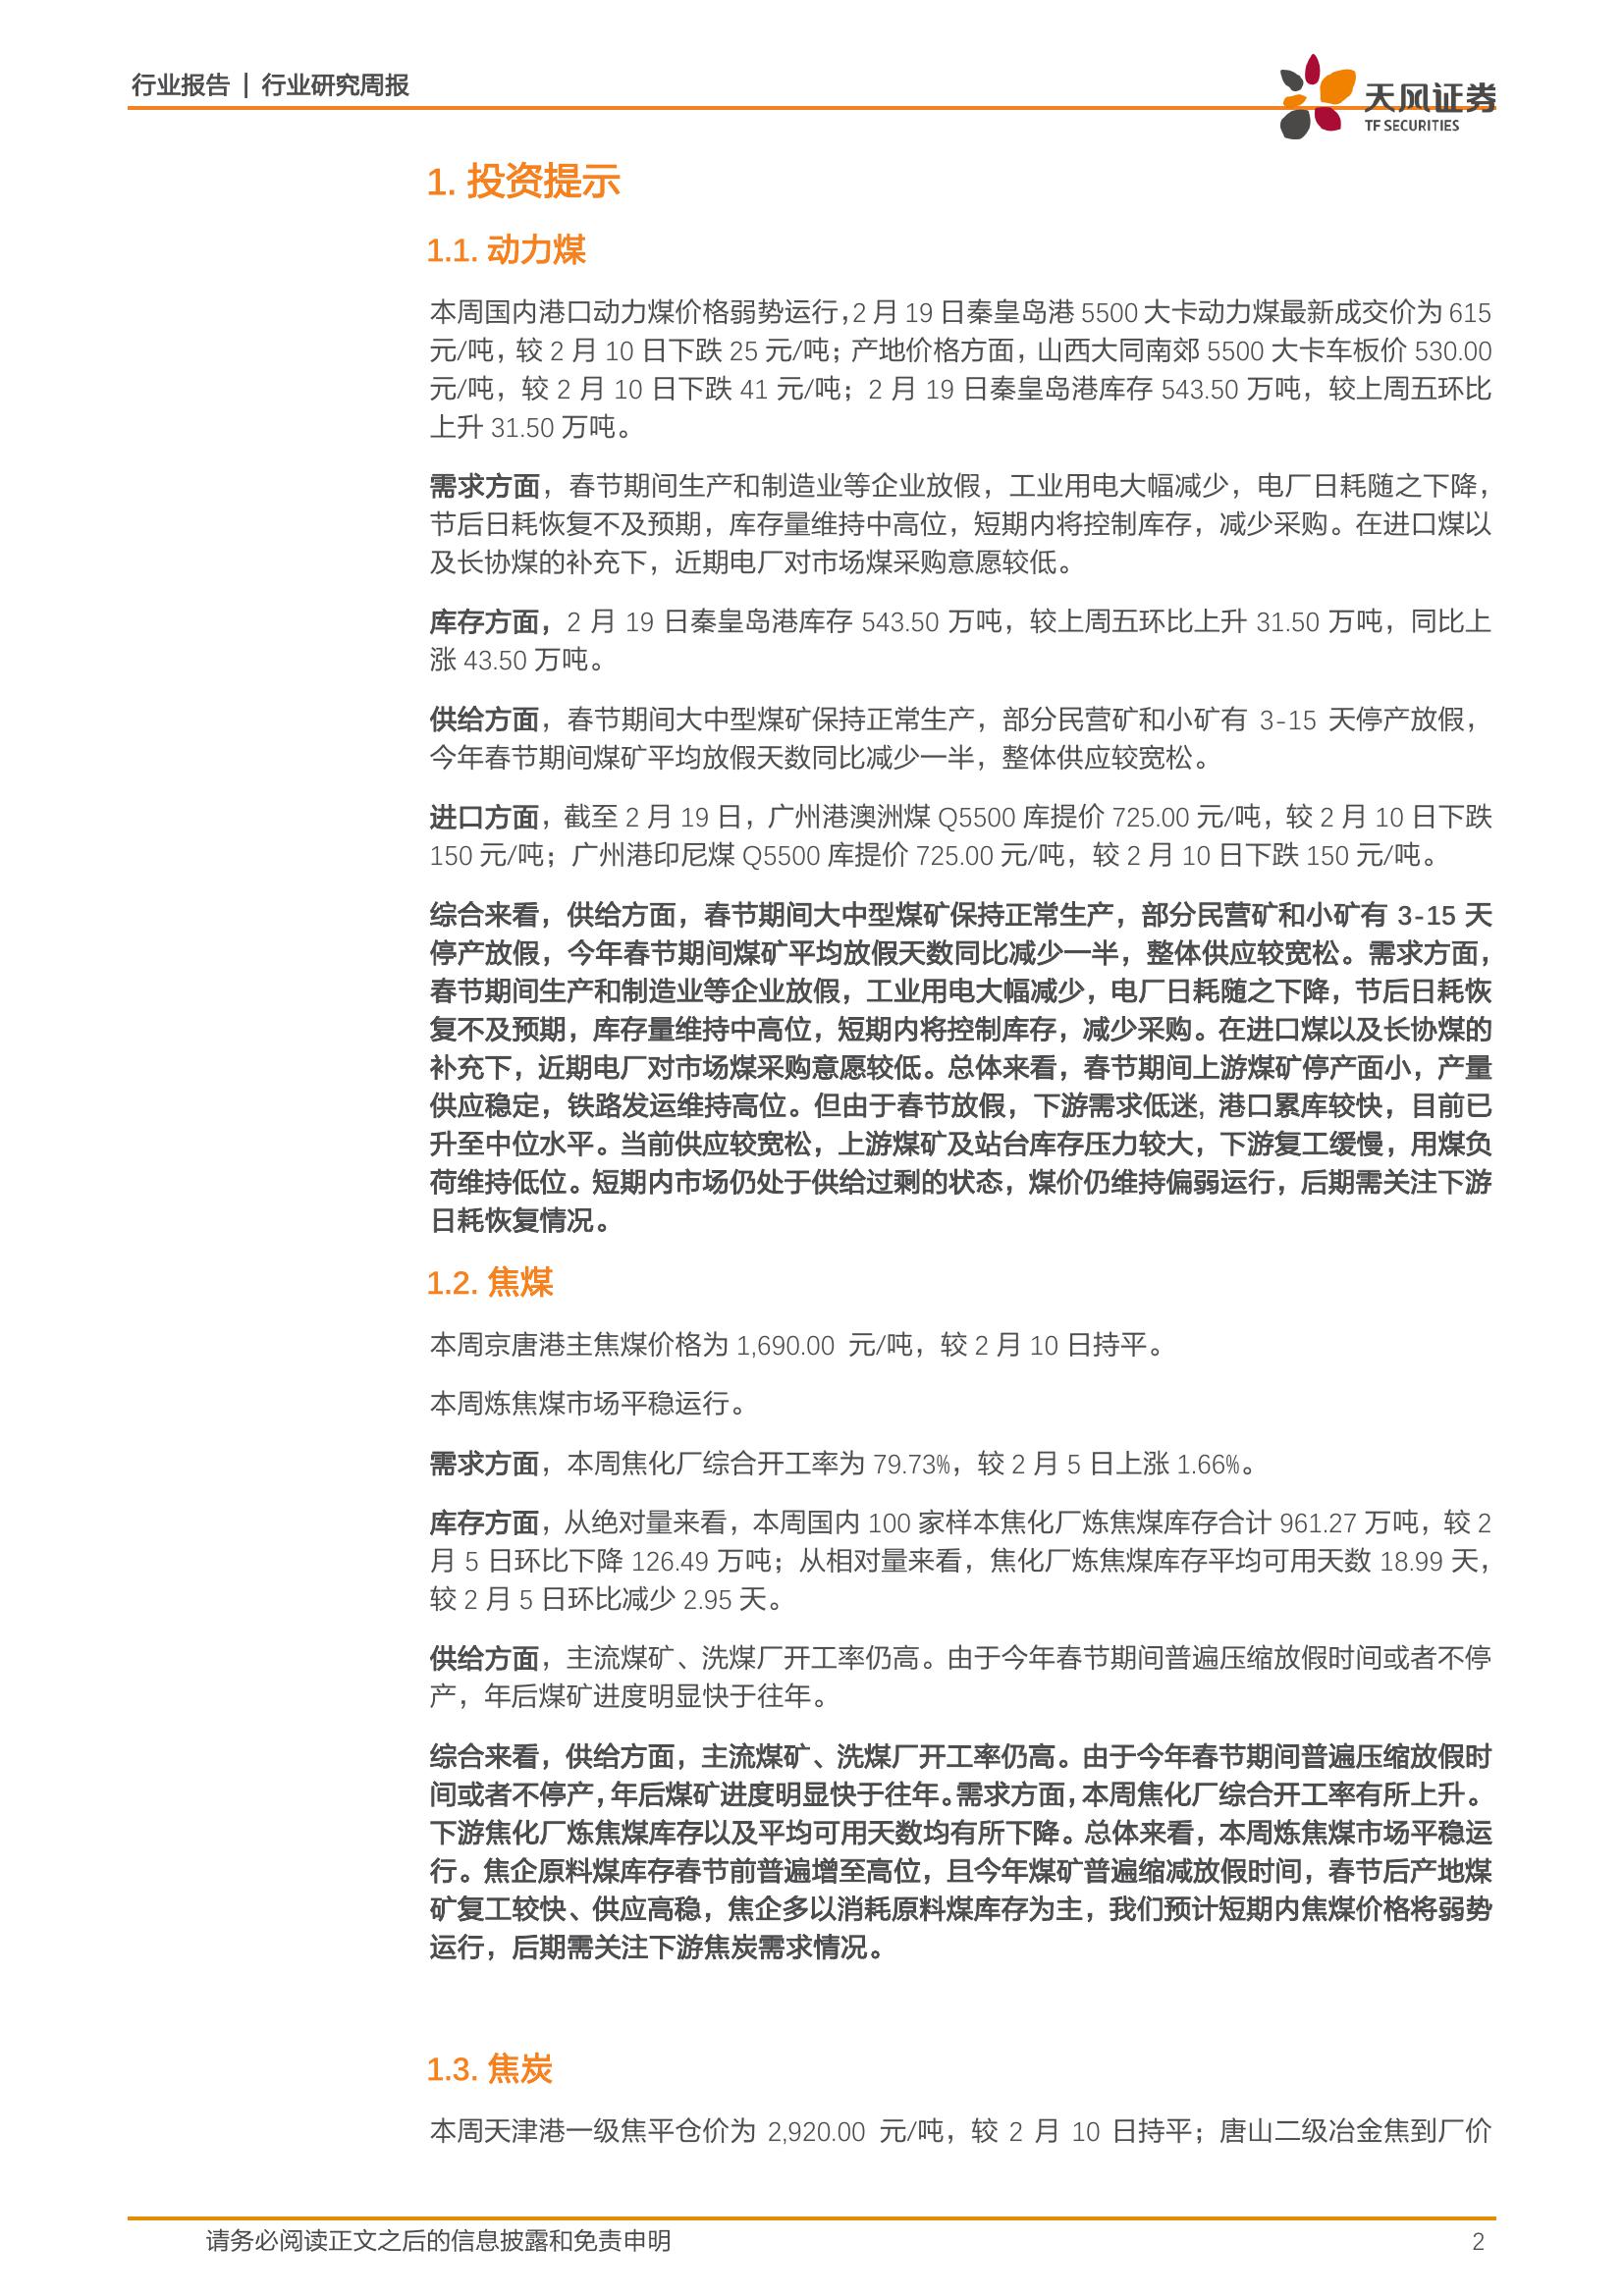 行业报告 | 行业研究周报
天风证券
TF SECURITIES
1. 投资提示
1.1. 动力煤
本周国内港口动力煤价格弱势运行，2 月 19 日秦皇岛港 5500 大卡动力煤最新成交价为 615
元/吨，较 2 月 10 日下跌 25 元/吨；产地价格方面，山西大同南郊 5500 大卡车板价 530.00
元/吨，较 2 月 10 日下跌 41 元/吨；2 月 19 日秦皇岛港库存 543.50 万吨，较上周五环比
上升 31.50 万吨。
需求方面，春节期间生产和制造业等企业放假，工业用电大幅减少，电厂日耗随之下降，
节后日耗恢复不及预期，库存量维持中高位，短期内将控制库存，减少采购。在进口煤以
及长协煤的补充下，近期电厂对市场煤采购意愿较低。
库存方面，2 月 19 日秦皇岛港库存 543.50 万吨，较上周五环比上升 31.50 万吨，同比上
涨 43.50 万吨。
供给方面，春节期间大中型煤矿保持正常生产，部分民营矿和小矿有 3-15 天停产放假，
今年春节期间煤矿平均放假天数同比减少一半，整体供应较宽松。
进口方面，截至 2 月 19 日，广州港澳洲煤 Q5500 库提价 725.00 元/吨，较 2 月 10 日下跌
150 元/吨；广州港印尼煤 Q5500 库提价 725.00 元/吨，较 2 月 10 日下跌 150 元/吨。
综合来看，供给方面，春节期间大中型煤矿保持正常生产，部分民营矿和小矿有 3-15 天
停产放假，今年春节期间煤矿平均放假天数同比减少一半，整体供应较宽松。需求方面，
春节期间生产和制造业等企业放假，工业用电大幅减少，电厂日耗随之下降，节后日耗恢
复不及预期，库存量维持中高位，短期内将控制库存，减少采购。在进口煤以及长协煤的
补充下，近期电厂对市场煤采购意愿较低。总体来看，春节期间上游煤矿停产面小，产量
供应稳定，铁路发运维持高位。但由于春节放假，下游需求低迷, 港口累库较快，目前已
升至中位水平。当前供应较宽松，上游煤矿及站台库存压力较大，下游复工缓慢，用煤负
荷维持低位。短期内市场仍处于供给过剩的状态，煤价仍维持偏弱运行，后期需关注下游
日耗恢复情况。
1.2. 焦煤
本周京唐港主焦煤价格为 1,690.00 元/吨，较 2 月 10 日持平。
本周炼焦煤市场平稳运行。
需求方面，本周焦化厂综合开工率为 79.73%，较 2 月 5 日上涨 1.66%。
库存方面，从绝对量来看，本周国内 100 家样本焦化厂炼焦煤库存合计 961.27 万吨，较 2
月 5 日环比下降 126.49 万吨；从相对量来看，焦化厂炼焦煤库存平均可用天数 18.99 天，
较 2 月 5 日环比减少 2.95 天。
供给方面，主流煤矿、洗煤厂开工率仍高。由于今年春节期间普遍压缩放假时间或者不停
产，年后煤矿进度明显快于往年。
综合来看，供给方面，主流煤矿、洗煤厂开工率仍高。由于今年春节期间普遍压缩放假时
间或者不停产，年后煤矿进度明显快于往年。需求方面，本周焦化厂综合开工率有所上升。
下游焦化厂炼焦煤库存以及平均可用天数均有所下降。总体来看，本周炼焦煤市场平稳运
行。焦企原料煤库存春节前普遍增至高位，且今年煤矿普遍缩减放假时间，春节后产地煤
矿复工较快、供应高稳，焦企多以消耗原料煤库存为主，我们预计短期内焦煤价格将弱势
运行，后期需关注下游焦炭需求情况。
1.3. 焦炭
本周天津港一级焦平仓价为 2,920.00 元/吨，较 2 月 10 日持平；唐山二级冶金焦到厂价
请务必阅读正文之后的信息披露和免责申明
2